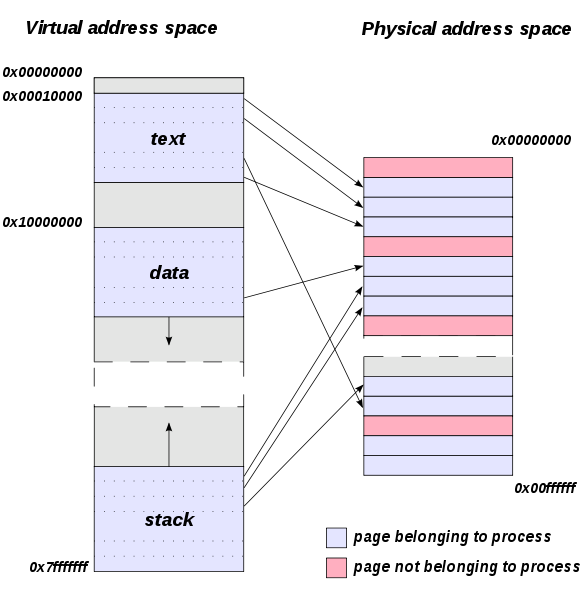 Virtual address space
Physical address space
0x00000000
0x00010000
text
0x00000000
0x10000000
data
stack
0x00ffffff
page belonging to process
0x7fffffff
page not belonging to process